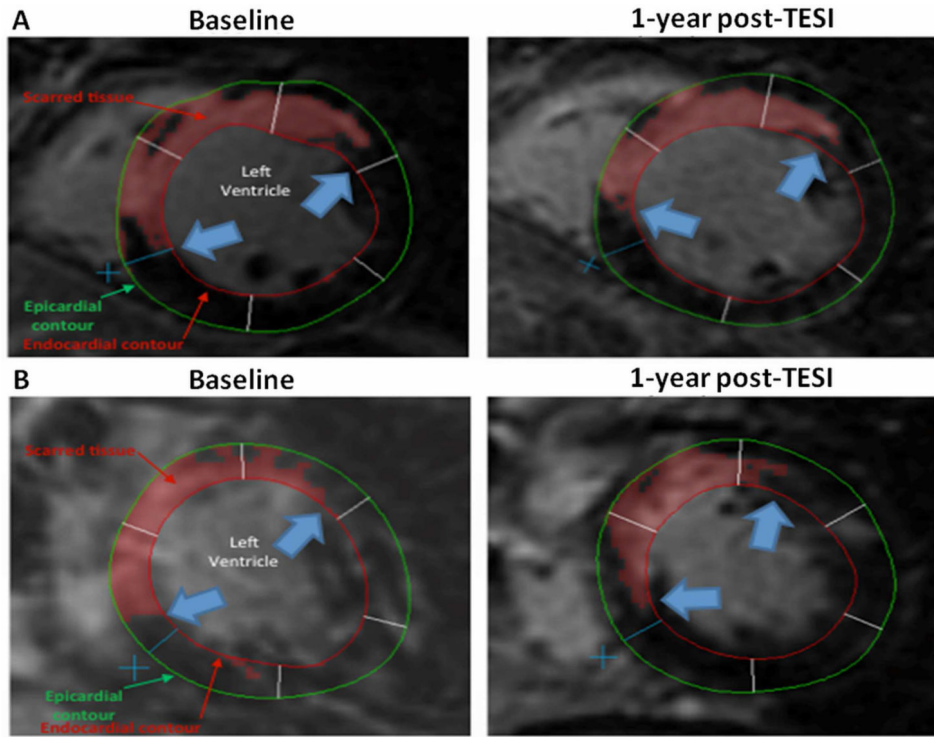 A
Baseline
1-year post-TESI
Scarred tissue
Left
Ventricle
Epicardial
contour
Endocardial contour
B
Baseline
1-year post-TESI
Scarred tissue
Left
Ventricle
Epicardial
contour
Endocardial contour